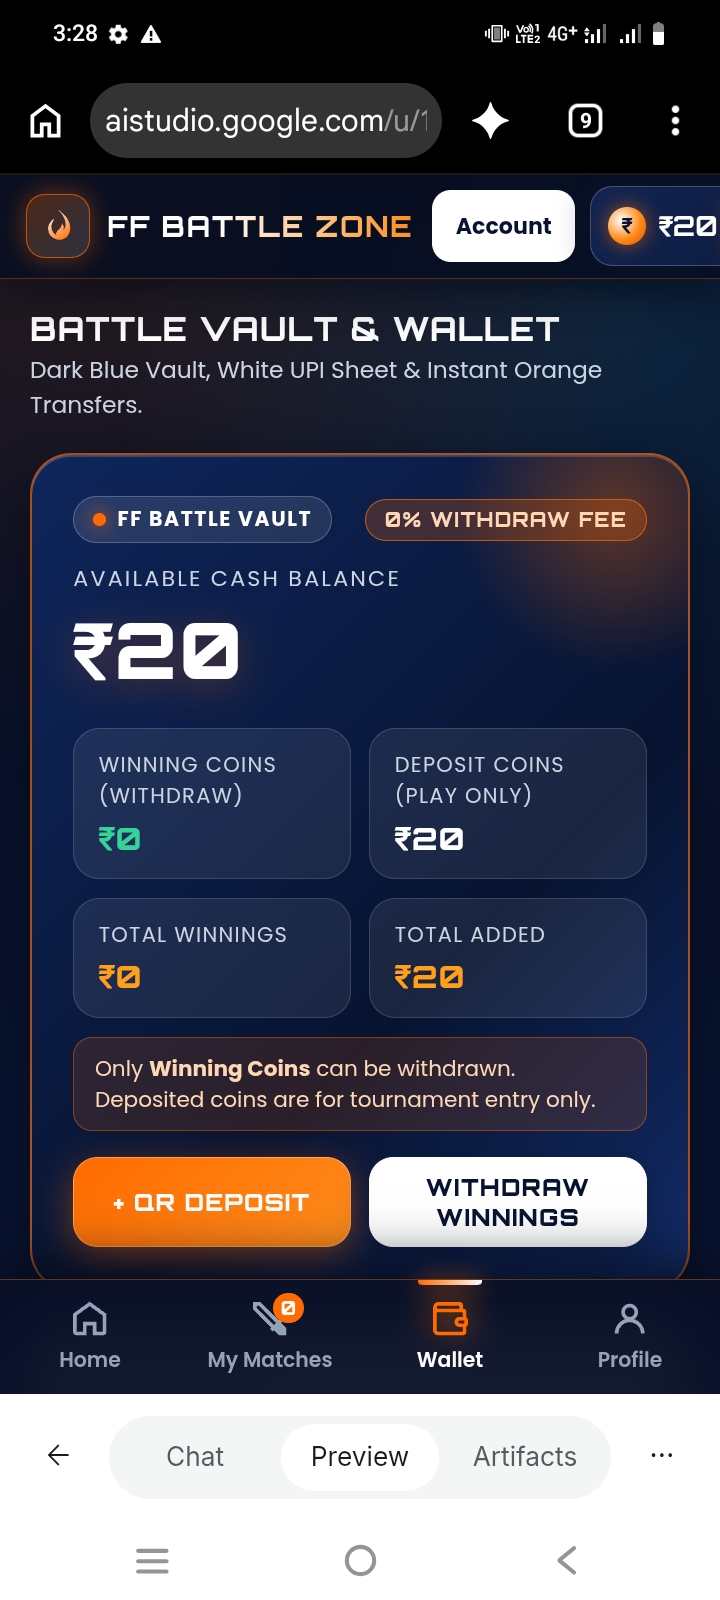 3:28
Vo)) 1
LTE2
4G+
aistudio.google.com/u/1
9
FF BATTLE ZONE
Account
₹ ₹20
BATTLE VAULT & WALLET
Dark Blue Vault, White UPI Sheet & Instant Orange
Transfers.
FF BATTLE VAULT
0% WITHDRAW FEE
AVAILABLE CASH BALANCE
₹20
WINNING COINS
(WITHDRAW)
₹0
DEPOSIT COINS
(PLAY ONLY)
₹20
TOTAL WINNINGS
₹0
TOTAL ADDED
₹20
Only Winning Coins can be withdrawn.
Deposited coins are for tournament entry only.
+ QR DEPOSIT
WITHDRAW
WINNINGS
0
Home
My Matches
Wallet
Profile
Chat
Preview
Artifacts